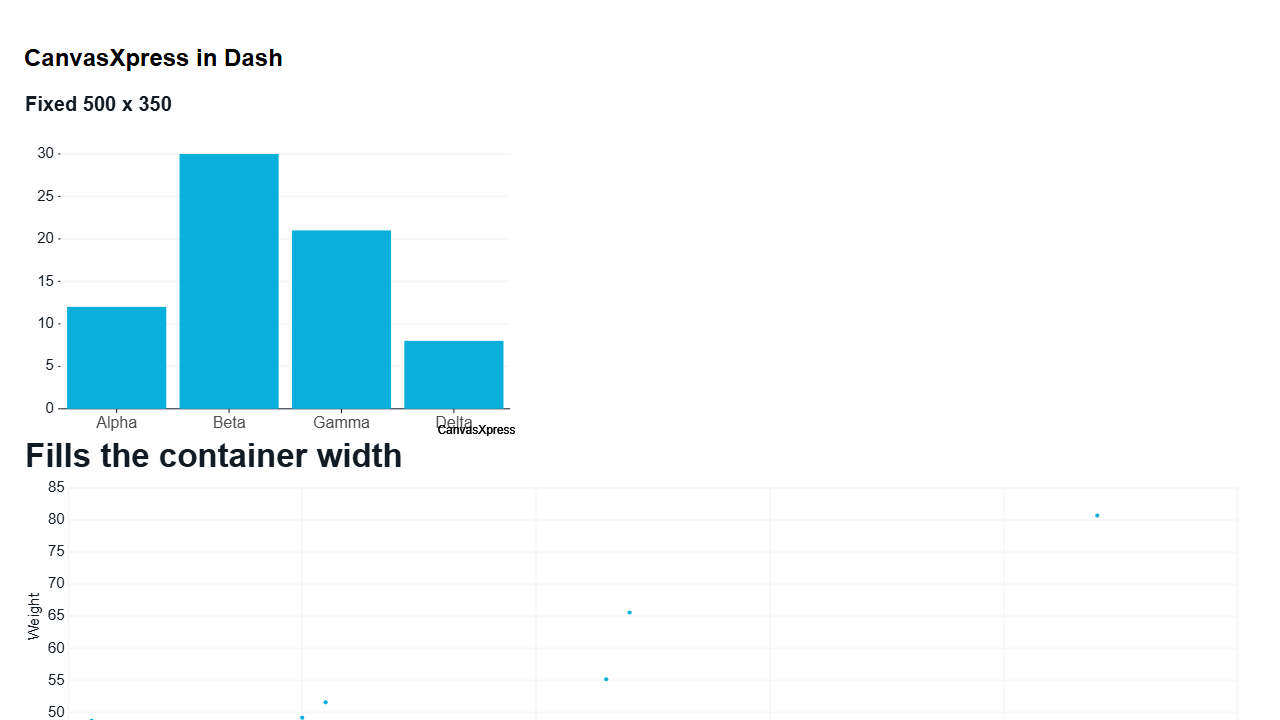 CanvasXpress in Dash
Fixed 500 x 350
30
25
20
15
10
5
0
Alpha Beta Gamma Delta
CanvasXpress
Fills the container width
85
80
75
70
65
60
55
50
Weight